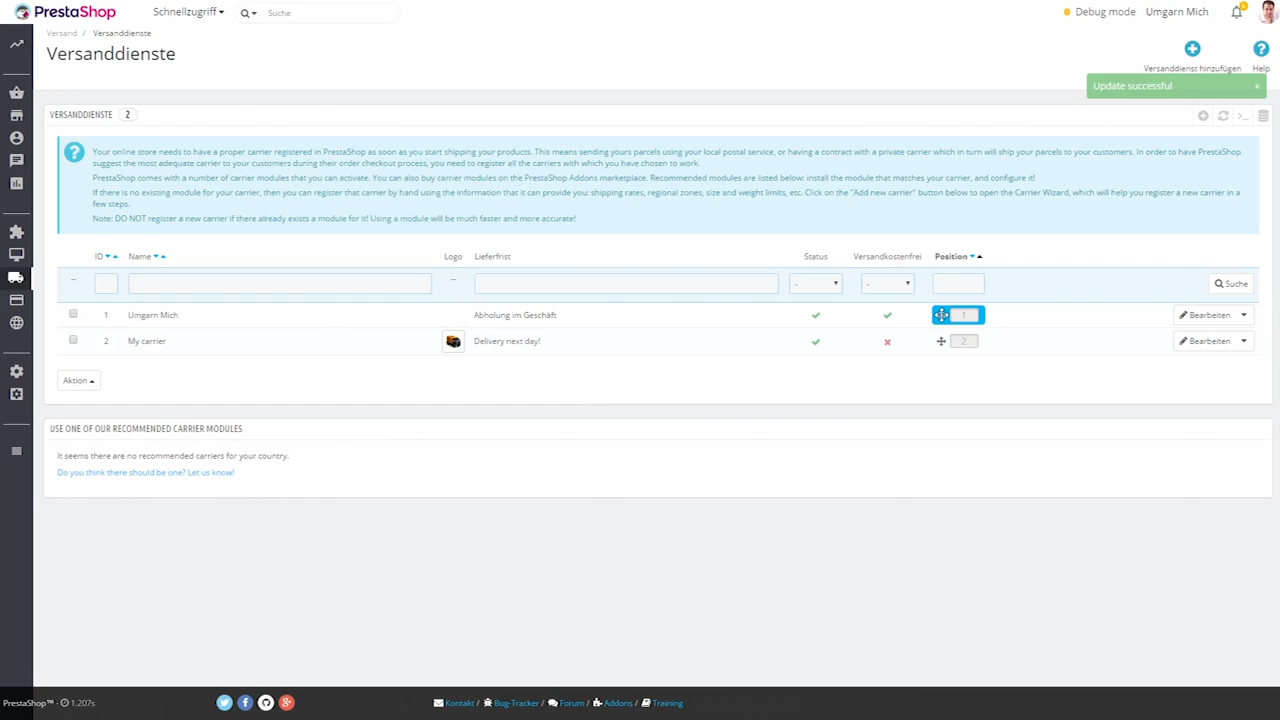 PrestaShop Schnellzugriff Suche Debug mode Umgarn Mich 6
Versand / Versanddienste
Versanddienste
Versanddienst hinzufügen Help
Update successful x
VERSANDDIENSTE 2
Your online store needs to have a proper carrier registered in PrestaShop as soon as you start shipping your products. This means sending yours parcels using your local postal service, or having a contract with a private carrier which in turn will ship your parcels to your customers. In order to have PrestaShop
suggest the most adequate carrier to your customers during their order checkout process, you need to register all the carriers with which you have chosen to work.
PrestaShop comes with a number of carrier modules that you can activate. You can also buy carrier modules on the PrestaShop Addons marketplace. Recommended modules are listed below: install the module that matches your carrier, and configure it!
If there is no existing module for your carrier, then you can register that carrier by hand using the information that it can provide you: shipping rates, regional zones, size and weight limits, etc. Click on the "Add new carrier" button below to open the Carrier Wizard, which will help you register a new carrier in a
few steps.
Note: DO NOT register a new carrier if there already exists a module for it! Using a module will be much faster and more accurate!
ID Name Logo Lieferfrist Status Versandkostenfrei Position
-- -- - - Suche
1 Umgarn Mich Abholung im Geschäft 1 Bearbeiten
2 My carrier Delivery next day! 2 Bearbeiten
Aktion
USE ONE OF OUR RECOMMENDED CARRIER MODULES
It seems there are no recommended carriers for your country.
Do you think there should be one? Let us know!
PrestaShop™ - 1.207s Kontakt / Bug-Tracker / Forum / Addons / Training